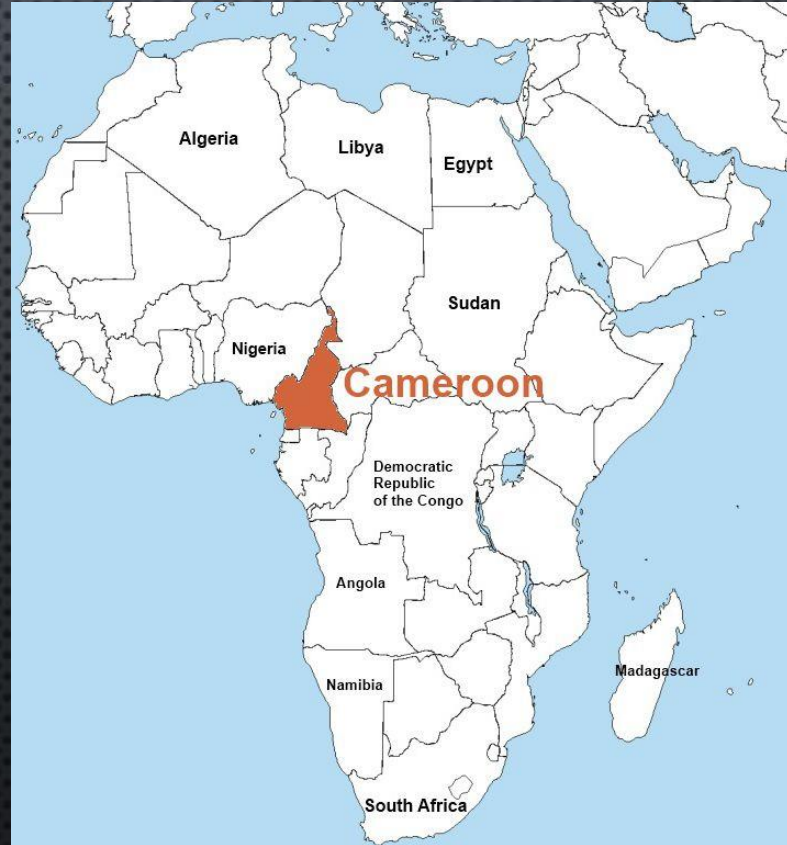 Algeria
Libya
Egypt
Sudan
Nigeria
Cameroon
Democratic
Republic
of the Congo
Angola
Namibia
Madagascar
South Africa